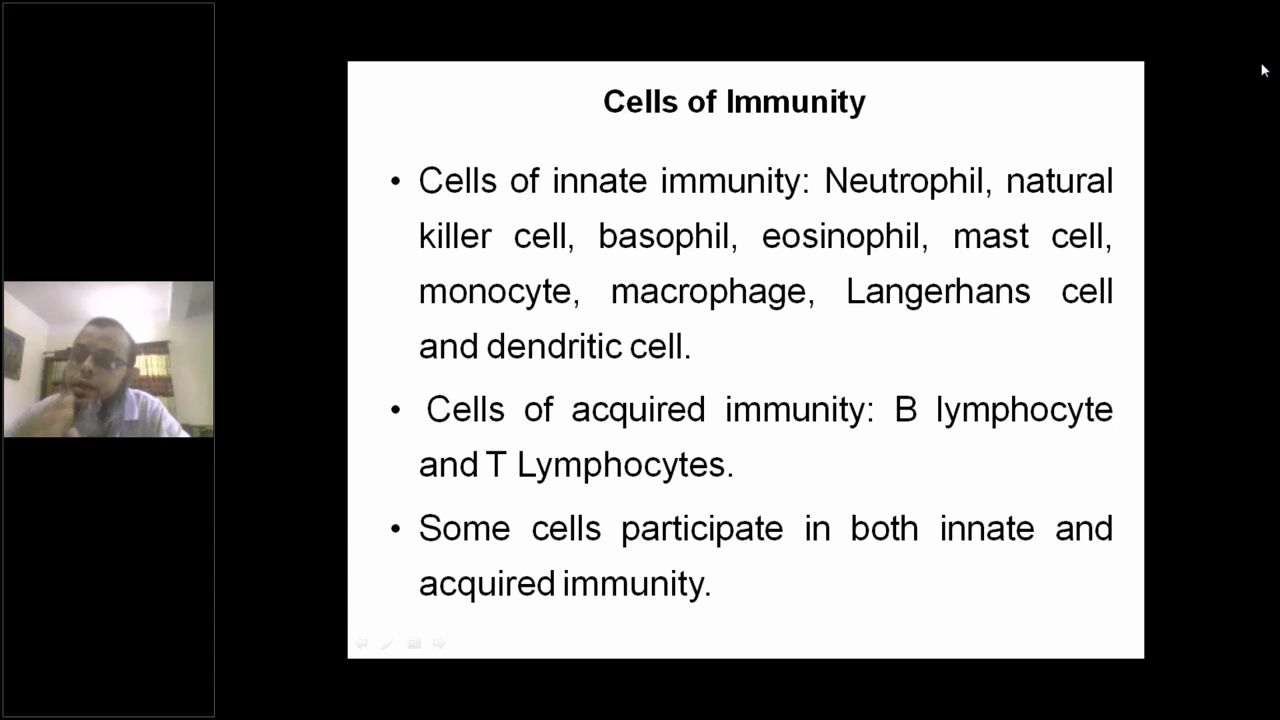 Cells of Immunity
• Cells of innate immunity: Neutrophil, natural
killer cell, basophil, eosinophil, mast cell,
monocyte, macrophage, Langerhans cell
and dendritic cell.
• Cells of acquired immunity: B lymphocyte
and T Lymphocytes.
• Some cells participate in both innate and
acquired immunity.